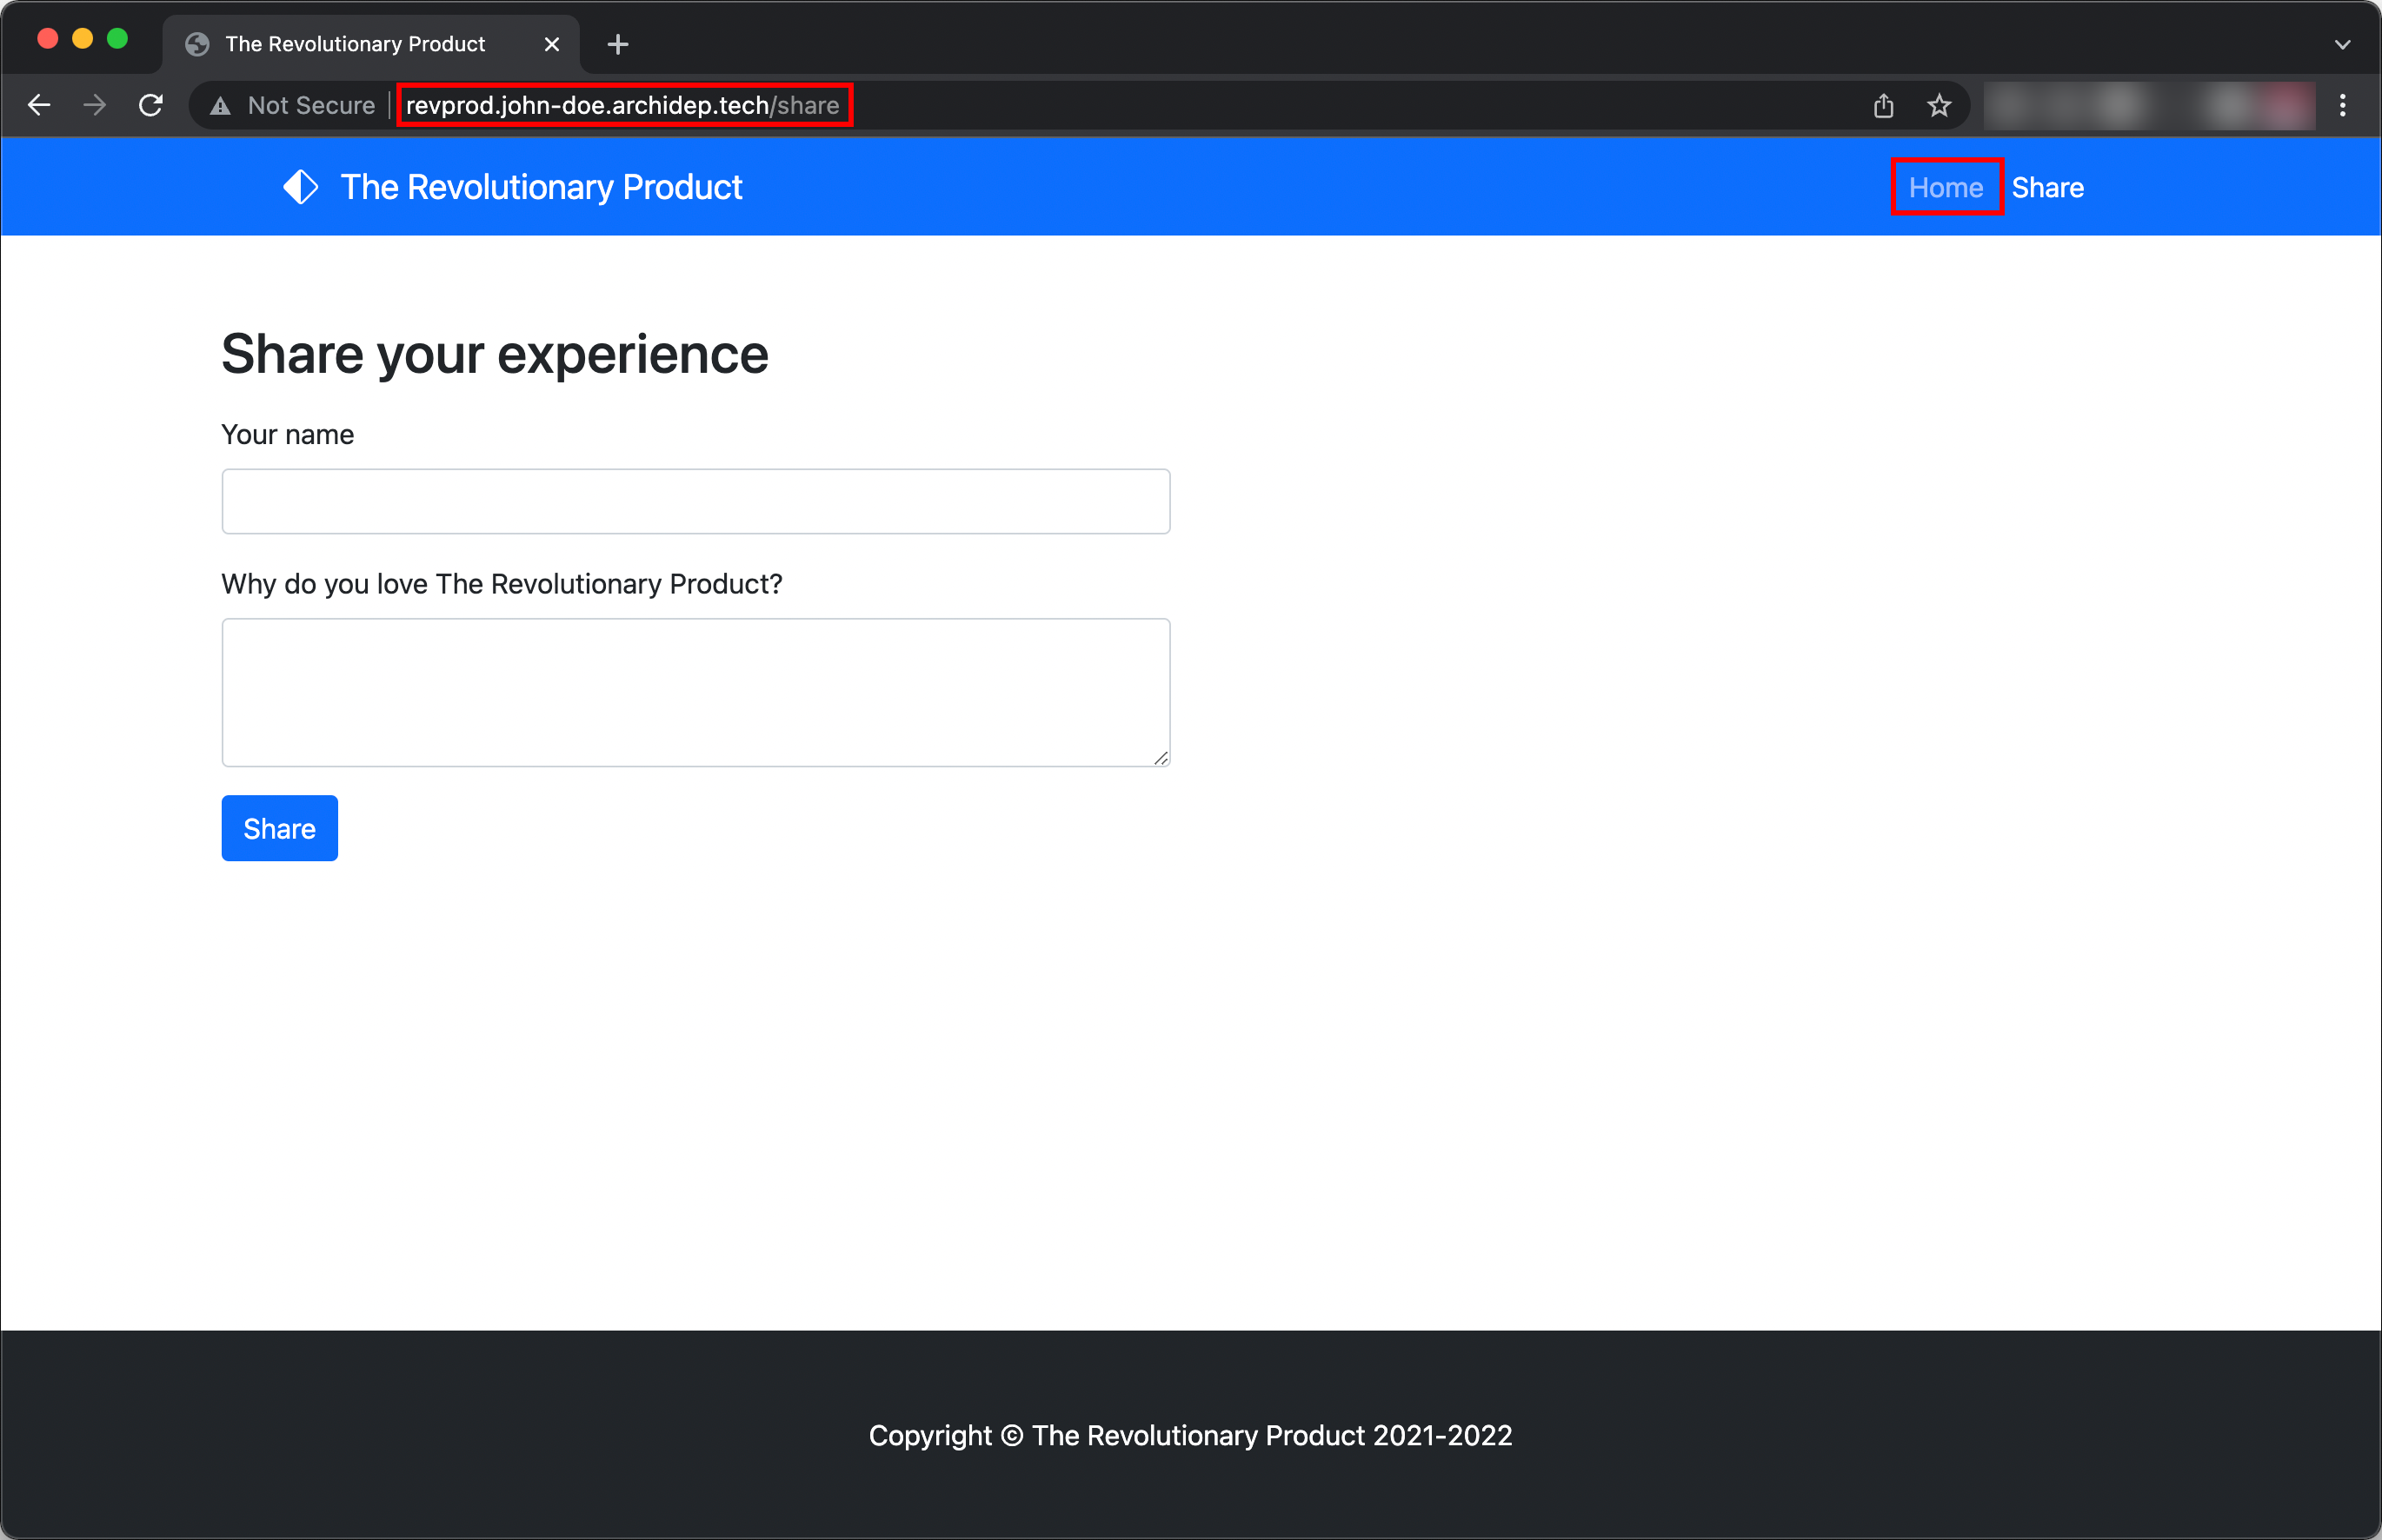 The Revolutionary Product
Not Secure revprod.john-doe.archidep.tech/share
The Revolutionary Product Home Share
Share your experience
Your name
Why do you love The Revolutionary Product?
Share
Copyright © The Revolutionary Product 2021-2022